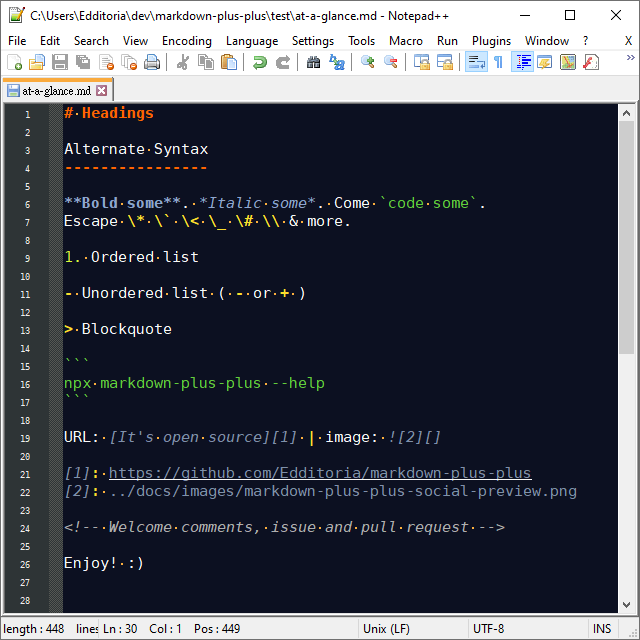 C:\Users\Edditoria\dev\markdown-plus-plus\test\at-a-glance.md - Notepad++
File Edit Search View Encoding Language Settings Tools Macro Run Plugins Window ? X
at-a-glance.md
1 # Headings
2
3 Alternate Syntax
4 ----------------
5
6 **Bold some**. *Italic some*. Come `code some`.
7 Escape \* \` \< \_ \# \\ & more.
8
9 1. Ordered list
10
11 - Unordered list ( - or + )
12
13 > Blockquote
14
15 ```
16 npx markdown-plus-plus --help
17 ```
18
19 URL: [It's open source][1] | image: ![2][]
20
21 [1]: https://github.com/Edditoria/markdown-plus-plus
22 [2]: ../docs/images/markdown-plus-plus-social-preview.png
23
24 <!-- Welcome comments, issue and pull request -->
25
26 Enjoy! :)
27
28
length : 448 lines Ln : 30 Col : 1 Pos : 449 Unix (LF) UTF-8 INS